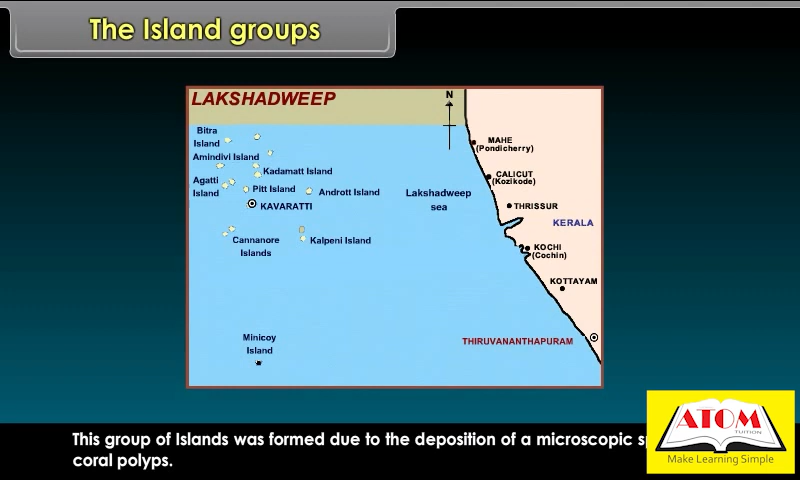 The Island groups
LAKSHADWEEP
N
Bitra
Island
Amindivi Island
Kadamatt Island
Agatti
Island
Pitt Island
Andrott Island
KAVARATTI
Cannanore
Islands
Kalpeni Island
Minicoy
Island
Lakshadweep
sea
MAHE
(Pondicherry)
CALICUT
(Kozikode)
THRISSUR
KERALA
KOCHI
(Cochin)
KOTTAYAM
THIRUVANANTHAPURAM
This group of Islands was formed due to the deposition of a microscopic
coral polyps.
ATOM
TUITION
Make Learning Simple